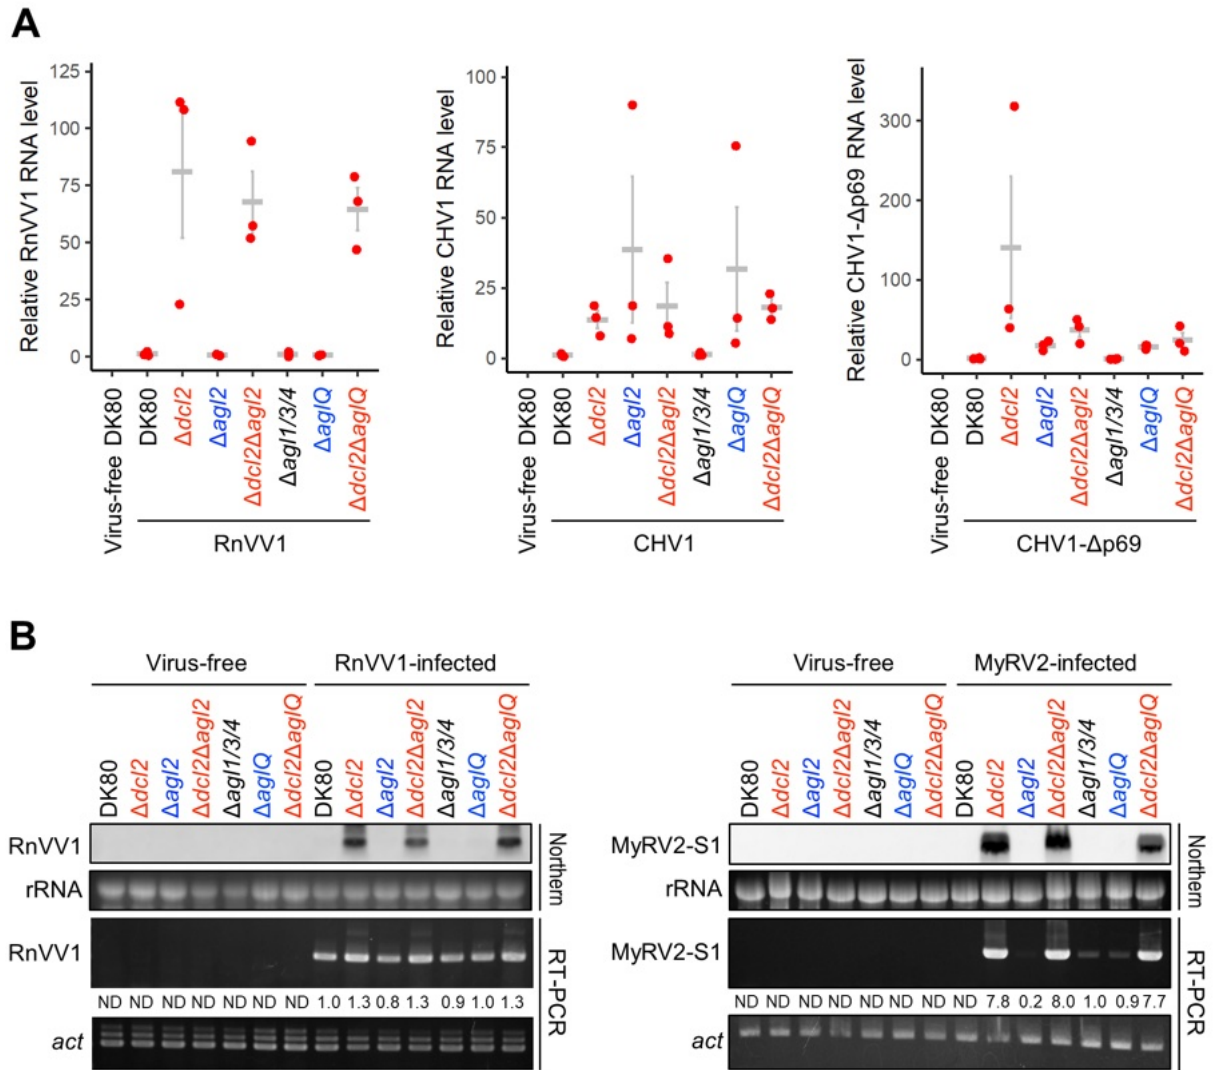 A
Relative RnVV1 RNA level
125
100
75
50
25
0
Virus-free DK80
DK80
Δdcl2
Δagl2
Δdcl2Δagl2
Δagl1/3/4
ΔaglQ
Δdcl2ΔaglQ
RnVV1
Relative CHV1 RNA level
100
75
50
25
0
Virus-free DK80
DK80
Δdcl2
Δagl2
Δdcl2Δagl2
Δagl1/3/4
ΔaglQ
Δdcl2ΔaglQ
CHV1
Relative CHV1-Δp69 RNA level
300
200
100
0
Virus-free DK80
DK80
Δdcl2
Δagl2
Δdcl2Δagl2
Δagl1/3/4
ΔaglQ
Δdcl2ΔaglQ
CHV1-Δp69
B
Virus-free RnVV1-infected
DK80 Δdcl2 Δagl2 Δdcl2Δagl2 Δagl1/3/4 ΔaglQ Δdcl2ΔaglQ DK80 Δdcl2 Δagl2 Δdcl2Δagl2 Δagl1/3/4 ΔaglQ Δdcl2ΔaglQ
RnVV1
rRNA
Northern
RnVV1
ND ND ND ND ND ND ND 1.0 1.3 0.8 1.3 0.9 1.0 1.3
act
RT-PCR
Virus-free MyRV2-infected
DK80 Δdcl2 Δagl2 Δdcl2Δagl2 Δagl1/3/4 ΔaglQ Δdcl2ΔaglQ DK80 Δdcl2 Δagl2 Δdcl2Δagl2 Δagl1/3/4 ΔaglQ Δdcl2ΔaglQ
MyRV2-S1
rRNA
Northern
MyRV2-S1
ND ND ND ND ND ND ND ND 7.8 0.2 8.0 1.0 0.9 7.7
act
RT-PCR